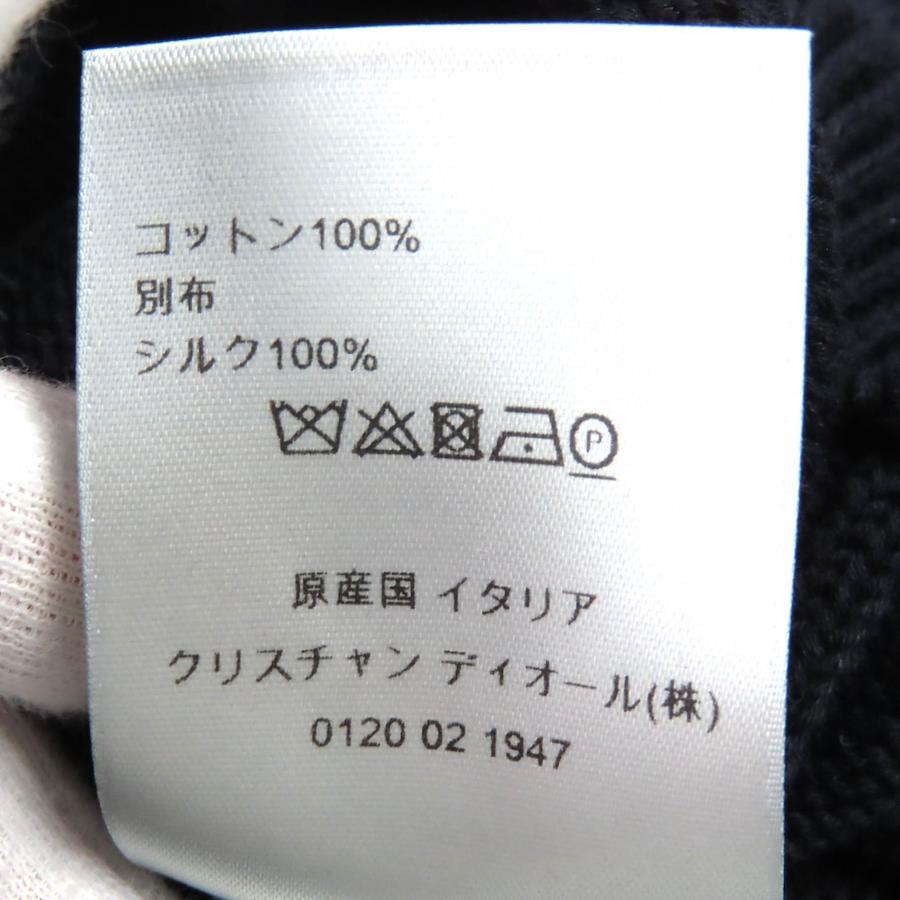 コットン100%
別布
シルク100%
P
原産国 イタリア
クリスチャン ディオール(株)
0120 02 1947